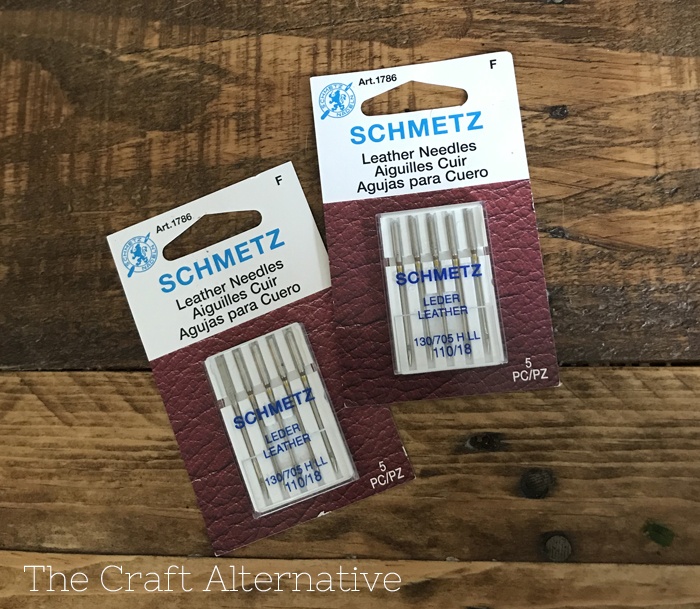 Art.1786
F
SCHMETZ
Leather Needles
Aiguilles Cuir
Agujas para Cuero
SCHMETZ
LEDER
LEATHER
130/705 H LL
110/18
5
PC/PZ
Art.1786
F
SCHMETZ
Leather Needles
Aiguilles Cuir
Agujas para Cuero
SCHMETZ
LEDER
LEATHER
130/705 H LL
110/18
5
PC/PZ
The Craft Alternative